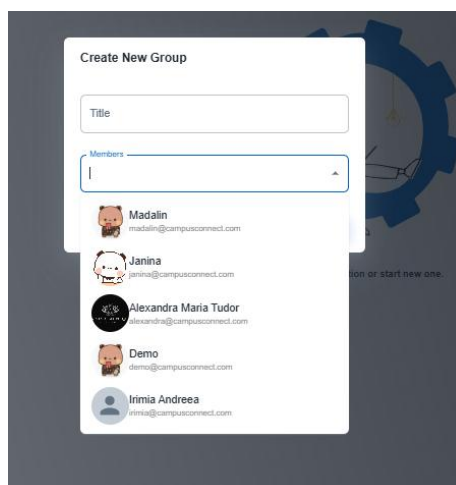 Create New Group
Title
Members
Madalin
madalin@campusconnect.com
Janina
janina@campusconnect.com
tion or start new one.
Alexandra Maria Tudor
alexandra@campusconnect.com
Demo
demo@campusconnect.com
Irimia Andreea
irimia@campusconnect.com